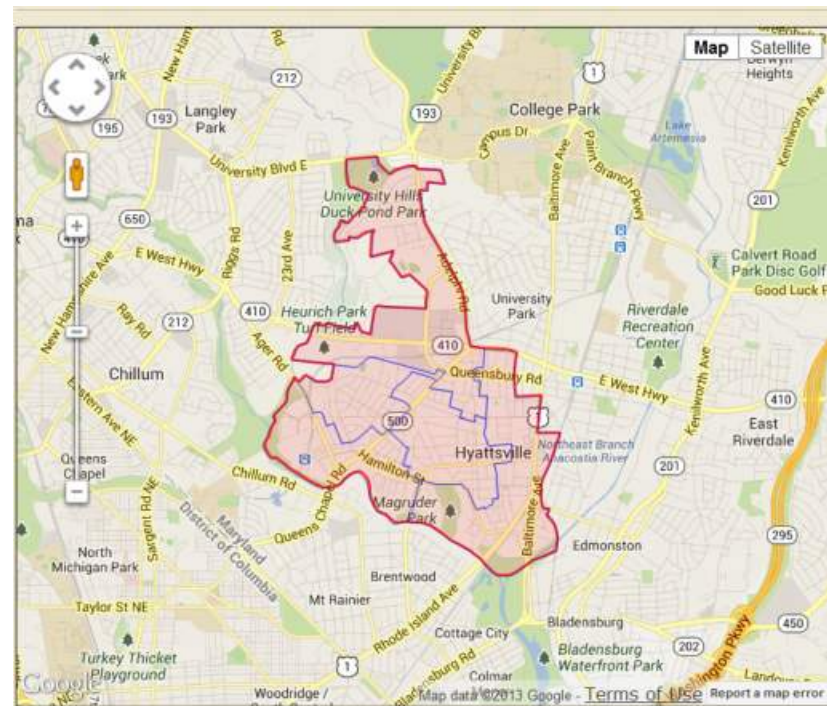 Map
Satellite
1
Berwyn
Heights
212
Langley
Park
193
195
193
University Blvd E
College Park
Campus Dr
Lake
Artemesia
Paint Branch Pkwy
Kenilworth Ave
Baltimore Ave
University Hills
Duck Pond Park
201
650
E West Hwy
Riggs Rd
23rd Ave
Adelphi Rd
Calvert Road
Park Disc Golf
Good Luck R
New Hampshire Ave
Ray Rd
212
410
Heurich Park
Turf Field
University
Park
Riverdale
Recreation
Center
Ager Rd
410
Chillum
Queensbury Rd
E West Hwy
410
Eastern Ave NE
500
1
East
Riverdale
Hyattsville
Northeast Branch
Anacostia River
Kenilworth Ave
Queens
Chapel
Chillum Rd
Hamilton St
201
Queens Chapel Rd
Magruder
Park
Baltimore Ave
Sargent Rd NE
Maryland
District of Columbia
295
North
Michigan Park
Edmonston
Brentwood
Taylor St NE
Mt Rainier
Rhode Island Ave
Bladensburg
450
Cottage City
202
Turkey Thicket
Playground
Bladensburg
Waterfront Park
1
Bladensburg Rd
Colmar
Woodridge /
Google
Map data ©2013 Google - Terms of Use
Report a map error